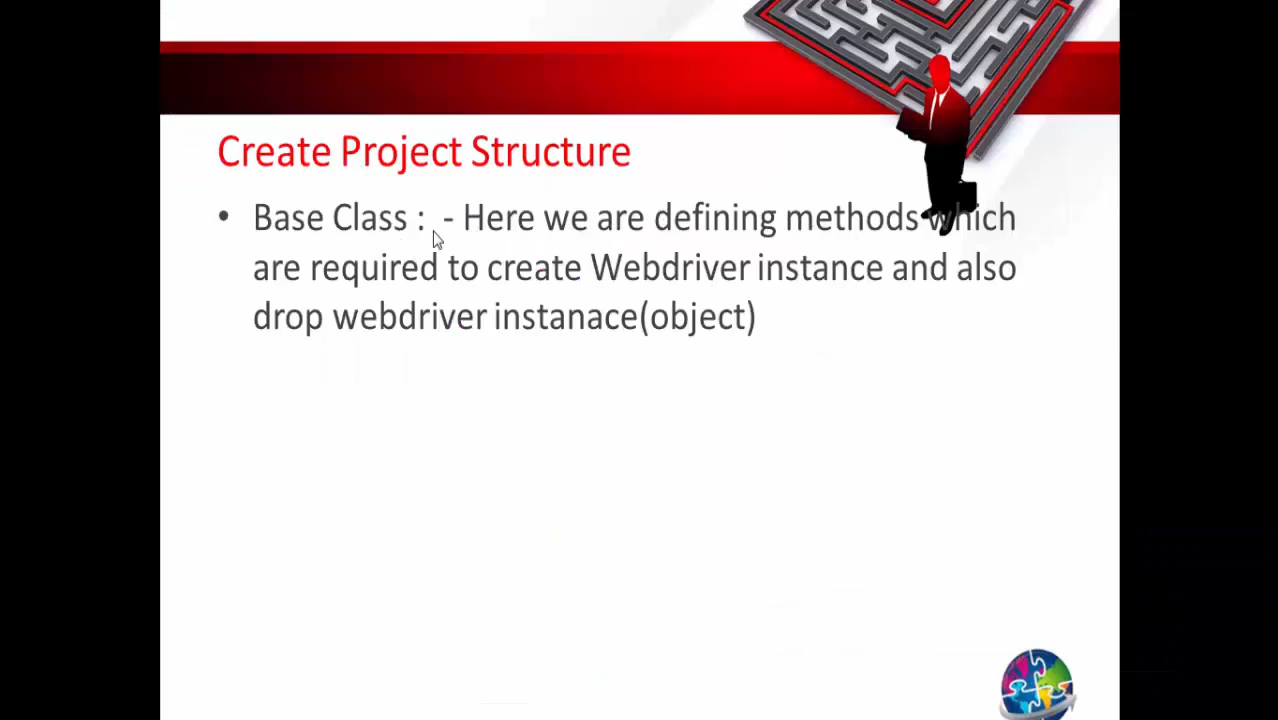 Create Project Structure
• Base Class :  - Here we are defining methods which
are required to create Webdriver instance and also
drop webdriver instanace(object)